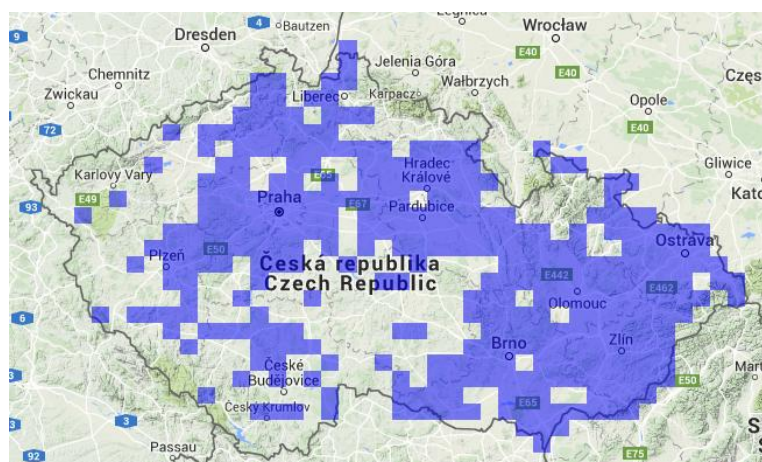 Legnica
Wrocław
Bautzen
4
9
Dresden
E40
Jelenia Góra
E40
Chemnitz
Częs
Liberec
Karpacz
Wałbrzych
Zwickau
Opole
72
E40
Karlovy Vary
Hradec
Králové
Gliwice
E65
Kato
E49
93
Praha
E67
Pardubice
Plzeň
E50
Ostrava
Česká republika
Czech Republic
E442
E462
Olomouc
6
Brno
Zlín
České
Budějovice
Mart
3
E50
Český Krumlov
E65
3
3
S
Passau
92
E75
S